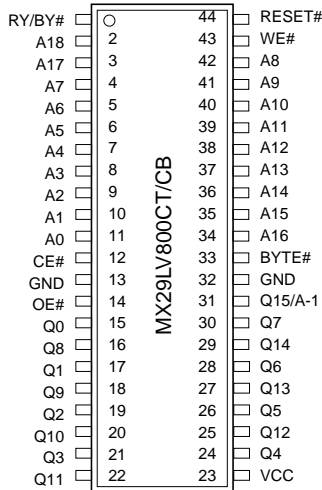 RY/BY# 44 RESET#
A18 2 43 WE#
A17 3 42 A8
A7 4 41 A9
A6 5 40 A10
A5 6 39 A11
A4 7 38 A12
A3 8 37 A13
A2 9 36 A14
A1 10 35 A15
A0 11 34 A16
CE# 12 33 BYTE#
GND 13 32 GND
OE# 14 31 Q15/A-1
Q0 15 30 Q7
Q8 16 29 Q14
Q1 17 28 Q6
Q9 18 27 Q13
Q2 19 26 Q5
Q10 20 25 Q12
Q3 21 24 Q4
Q11 22 23 VCC
MX29LV800CT/CB